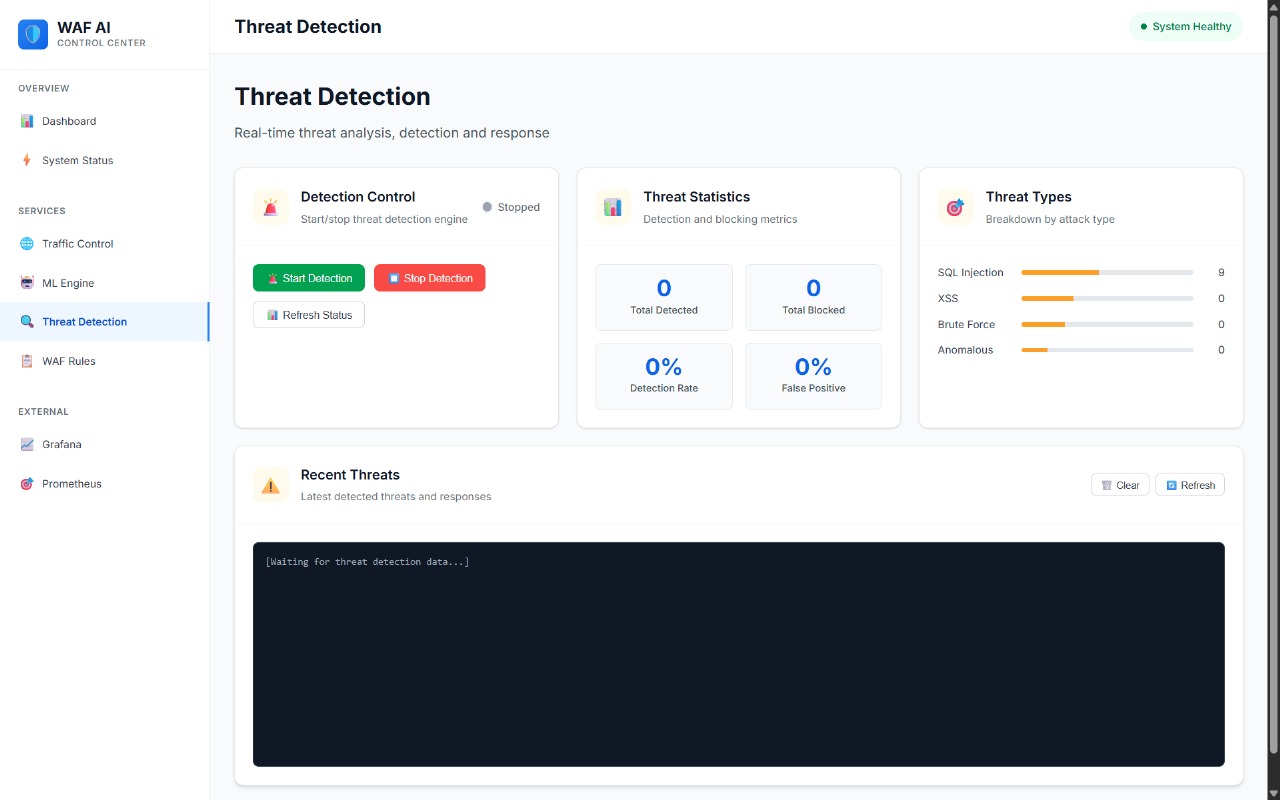 WAF AI
CONTROL CENTER
OVERVIEW
Dashboard
System Status
SERVICES
Traffic Control
ML Engine
Threat Detection
WAF Rules
EXTERNAL
Grafana
Prometheus
Threat Detection
System Healthy
Threat Detection
Real-time threat analysis, detection and response
Detection Control
Start/stop threat detection engine
Stopped
Start Detection
Stop Detection
Refresh Status
Threat Statistics
Detection and blocking metrics
0
Total Detected
0
Total Blocked
0%
Detection Rate
0%
False Positive
Threat Types
Breakdown by attack type
SQL Injection 9
XSS 0
Brute Force 0
Anomalous 0
Recent Threats
Latest detected threats and responses
Clear
Refresh
[Waiting for threat detection data...]